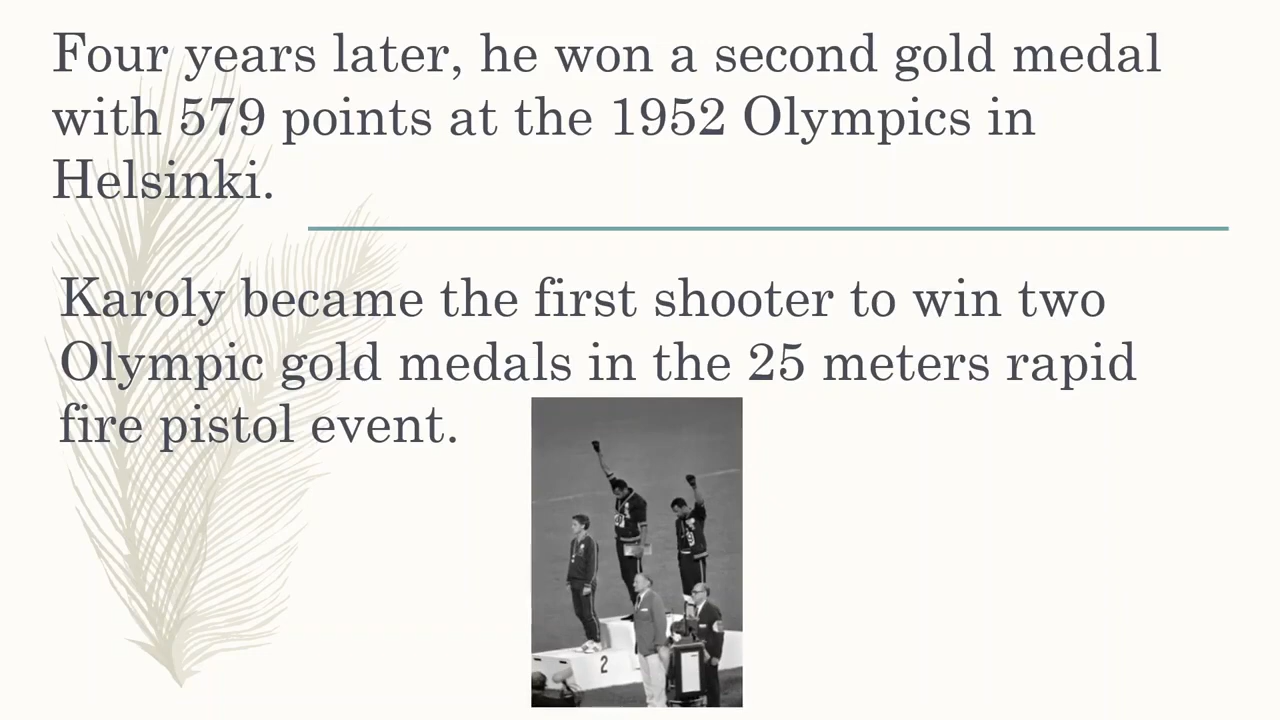 Four years later, he won a second gold medal
with 579 points at the 1952 Olympics in
Helsinki.
Karoly became the first shooter to win two
Olympic gold medals in the 25 meters rapid
fire pistol event.
2